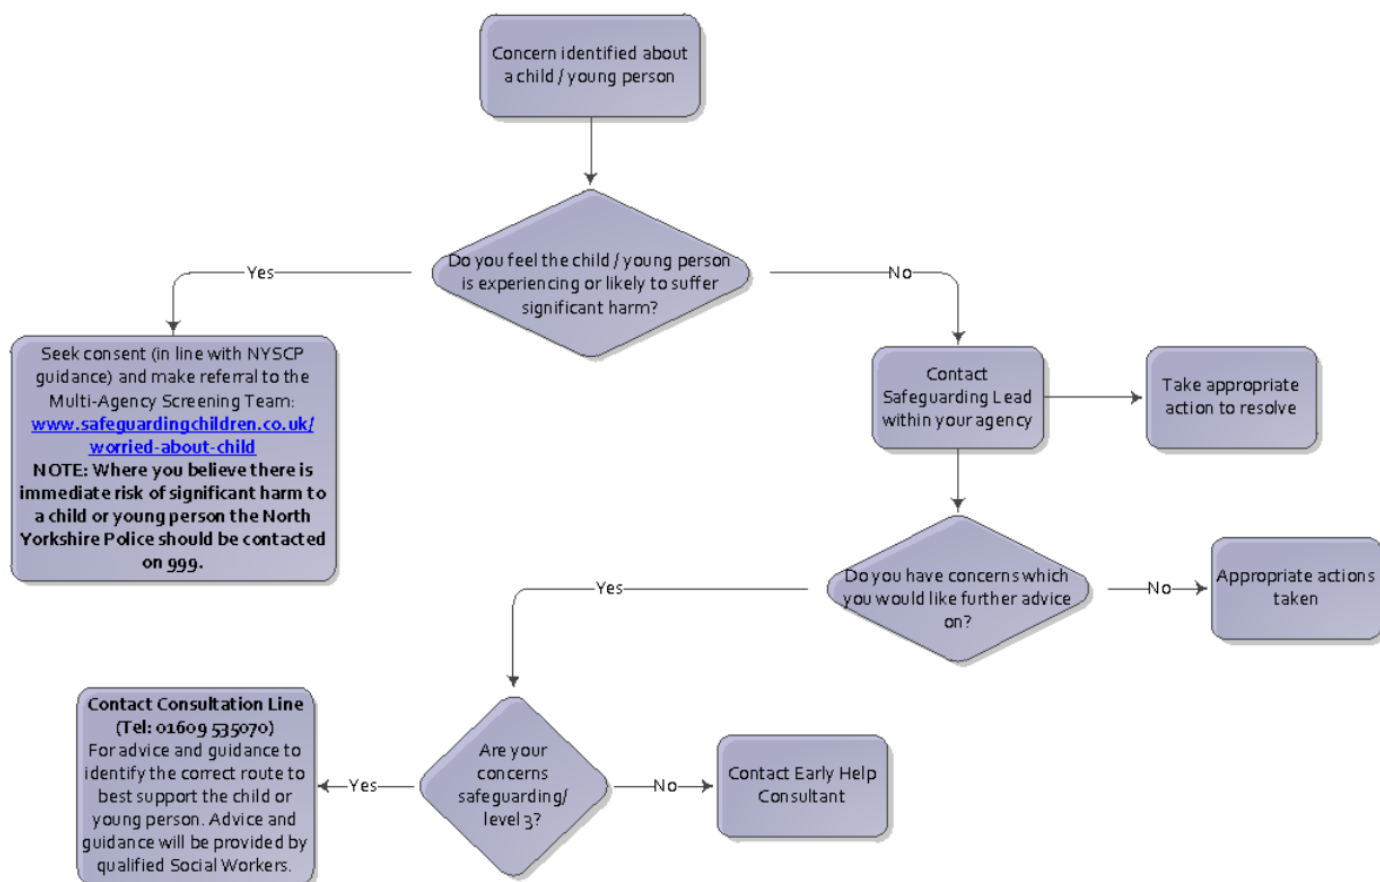 Concern identified about
a child / young person
Do you feel the child / young person
is experiencing or likely to suffer
significant harm?
Yes
No
Seek consent (in line with NYSCP
guidance) and make referral to the
Multi-Agency Screening Team:
www.safeguardingchildren.co.uk/
worried-about-child
NOTE: Where you believe there is
immediate risk of significant harm to
a child or young person the North
Yorkshire Police should be contacted
on 999.
Contact
Safeguarding Lead
within your agency
Take appropriate
action to resolve
Do you have concerns which
you would like further advice
on?
Yes
No
Appropriate actions
taken
Are your
concerns
safeguarding/
level 3?
Yes
No
Contact Consultation Line
(Tel: 01609 535070)
For advice and guidance to
identify the correct route to
best support the child or
young person. Advice and
guidance will be provided by
qualified Social Workers.
Contact Early Help
Consultant